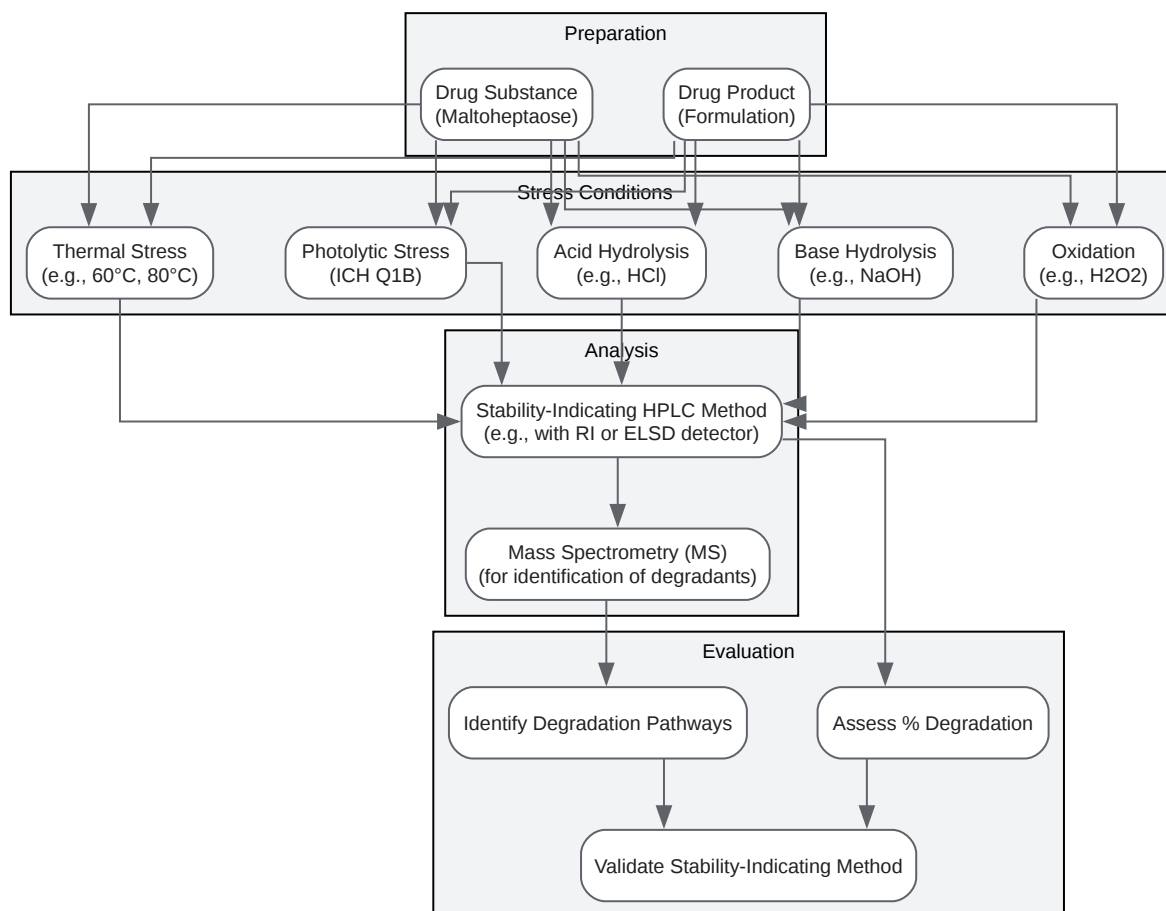 Preparation
Drug Substance
(Maltoheptaose)
Drug Product
(Formulation)
Stress Conditions
Thermal Stress
(e.g., 60°C, 80°C)
Photolytic Stress
(ICH Q1B)
Acid Hydrolysis
(e.g., HCl)
Base Hydrolysis
(e.g., NaOH)
Oxidation
(e.g., H2O2)
Analysis
Stability-Indicating HPLC Method
(e.g., with RI or ELSD detector)
Mass Spectrometry (MS)
(for identification of degradants)
Evaluation
Identify Degradation Pathways
Assess % Degradation
Validate Stability-Indicating Method